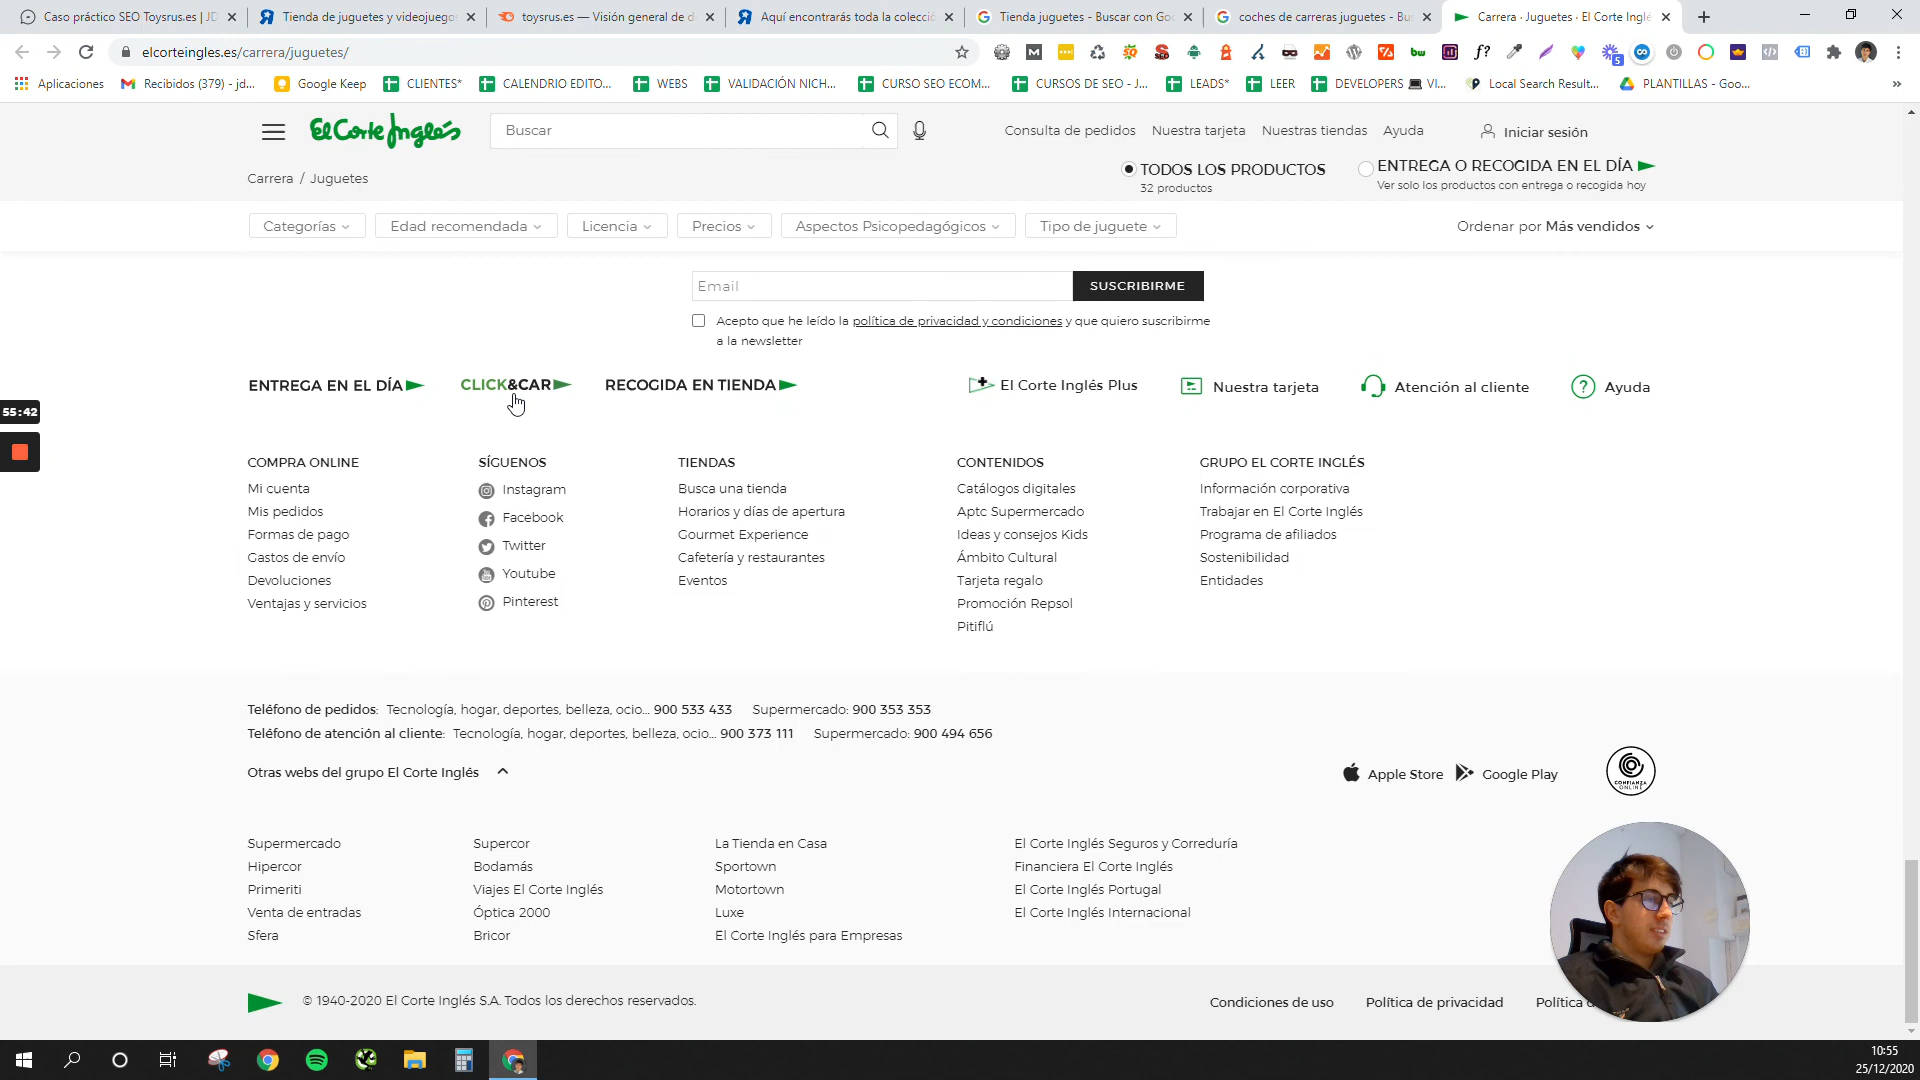 Caso práctico SEO Toysrus.es | JD
Tienda de juguetes y videojuego
toysrus.es — Visión general de d
Aquí encontrarás toda la colecció
Tienda juguetes - Buscar con Goo
coches de carreras juguetes - Bus
Carrera · Juguetes · El Corte Inglé
elcorteingles.es/carrera/juguetes/
Aplicaciones
Recibidos (379) - jd...
Google Keep
CLIENTES*
CALENDARIO EDITO...
WEBS
VALIDACIÓN NICH...
CURSO SEO ECOM...
CURSOS DE SEO - J...
LEADS*
LEER
DEVELOPERS VI...
Local Search Result...
PLANTILLAS - Goo...
»
El Corte Inglés
Buscar
Consulta de pedidos
Nuestra tarjeta
Nuestras tiendas
Ayuda
Iniciar sesión
Carrera / Juguetes
TODOS LOS PRODUCTOS
32 productos
ENTREGA O RECOGIDA EN EL DÍA
Ver solo los productos con entrega o recogida hoy
Categorías
Edad recomendada
Licencia
Precios
Aspectos Psicopedagógicos
Tipo de juguete
Ordenar por Más vendidos
Email
SUSCRIBIRME
Acepto que he leído la política de privacidad y condiciones y que quiero suscribirme
a la newsletter
ENTREGA EN EL DÍA
CLICK&CAR
RECOGIDA EN TIENDA
El Corte Inglés Plus
Nuestra tarjeta
Atención al cliente
? Ayuda
55:42
COMPRA ONLINE
Mi cuenta
Mis pedidos
Formas de pago
Gastos de envío
Devoluciones
Ventajas y servicios
SÍGUENOS
Instagram
Facebook
Twitter
Youtube
Pinterest
TIENDAS
Busca una tienda
Horarios y días de apertura
Gourmet Experience
Cafetería y restaurantes
Eventos
CONTENIDOS
Catálogos digitales
Aptc Supermercado
Ideas y consejos Kids
Ámbito Cultural
Tarjeta regalo
Promoción Repsol
Pitiflú
GRUPO EL CORTE INGLÉS
Información corporativa
Trabajar en El Corte Inglés
Programa de afiliados
Sostenibilidad
Entidades
Teléfono de pedidos: Tecnología, hogar, deportes, belleza, ocio... 900 533 433 Supermercado: 900 353 353
Teléfono de atención al cliente: Tecnología, hogar, deportes, belleza, ocio... 900 373 111 Supermercado: 900 494 656
Otras webs del grupo El Corte Inglés
Apple Store
Google Play
CONFIANZA
ONLINE
Supermercado
Hipercor
Primeriti
Venta de entradas
Sfera
Supercor
Bodamás
Viajes El Corte Inglés
Óptica 2000
Bricor
La Tienda en Casa
Sportown
Motortown
Luxe
El Corte Inglés para Empresas
El Corte Inglés Seguros y Correduría
Financiera El Corte Inglés
El Corte Inglés Portugal
El Corte Inglés Internacional
© 1940-2020 El Corte Inglés S.A. Todos los derechos reservados.
Condiciones de uso
Política de privacidad
Política
10:55
25/12/2020